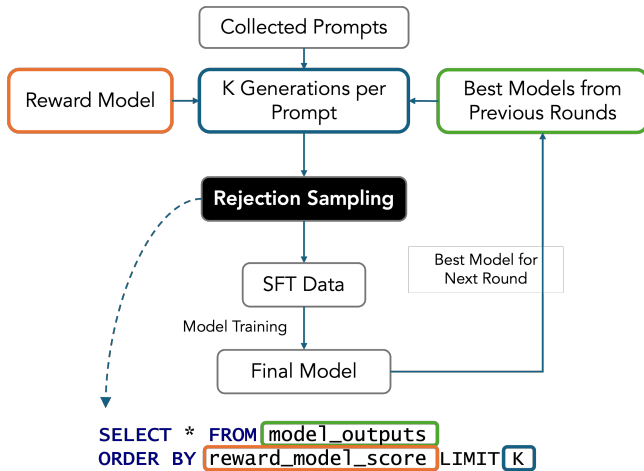 Collected Prompts
Reward Model
K Generations per
Prompt
Best Models from
Previous Rounds
Rejection Sampling
Best Model for
Next Round
SFT Data
Model Training
Final Model
SELECT * FROM model_outputs
ORDER BY reward_model_score LIMIT K